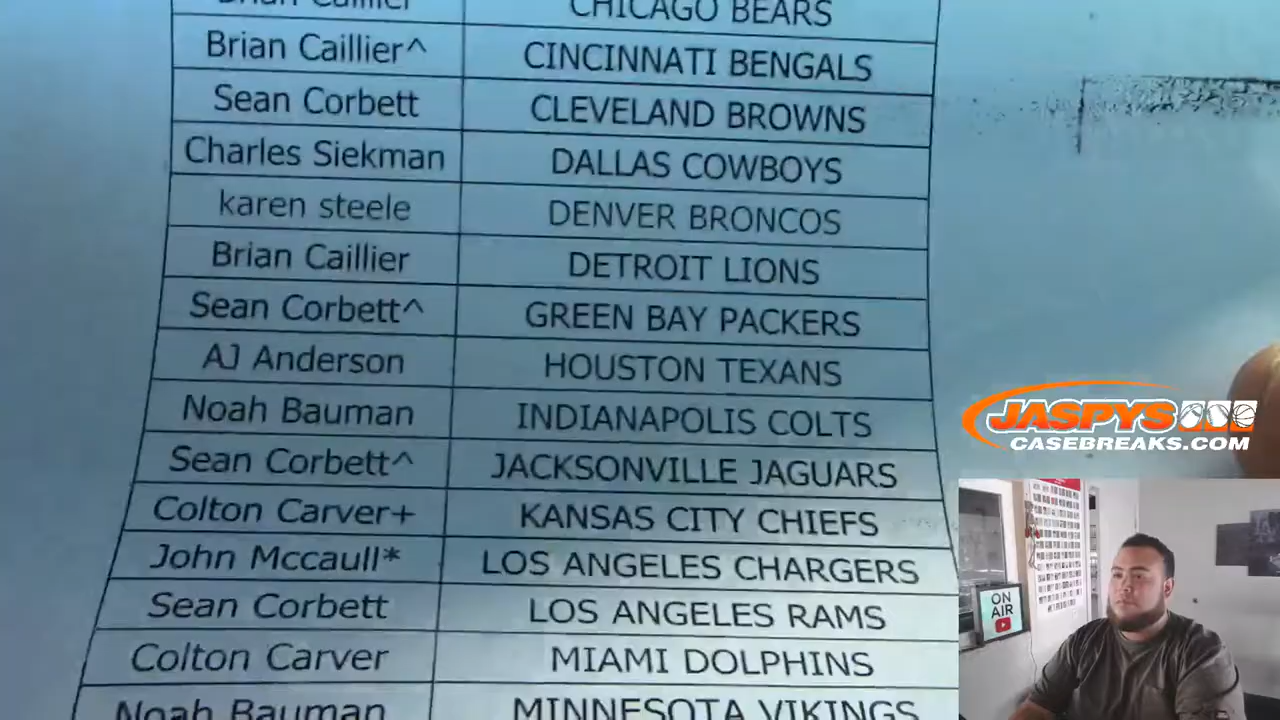 Brian Caillier CHICAGO BEARS
Brian Caillier^ CINCINNATI BENGALS
Sean Corbett CLEVELAND BROWNS
Charles Siekman DALLAS COWBOYS
karen steele DENVER BRONCOS
Brian Caillier DETROIT LIONS
Sean Corbett^ GREEN BAY PACKERS
AJ Anderson HOUSTON TEXANS
Noah Bauman INDIANAPOLIS COLTS
Sean Corbett^ JACKSONVILLE JAGUARS
Colton Carver+ KANSAS CITY CHIEFS
John Mccaull* LOS ANGELES CHARGERS
Sean Corbett LOS ANGELES RAMS
Colton Carver MIAMI DOLPHINS
Noah Bauman MINNESOTA VIKINGS
JASPYS
CASEBREAKS.COM
ON
AIR